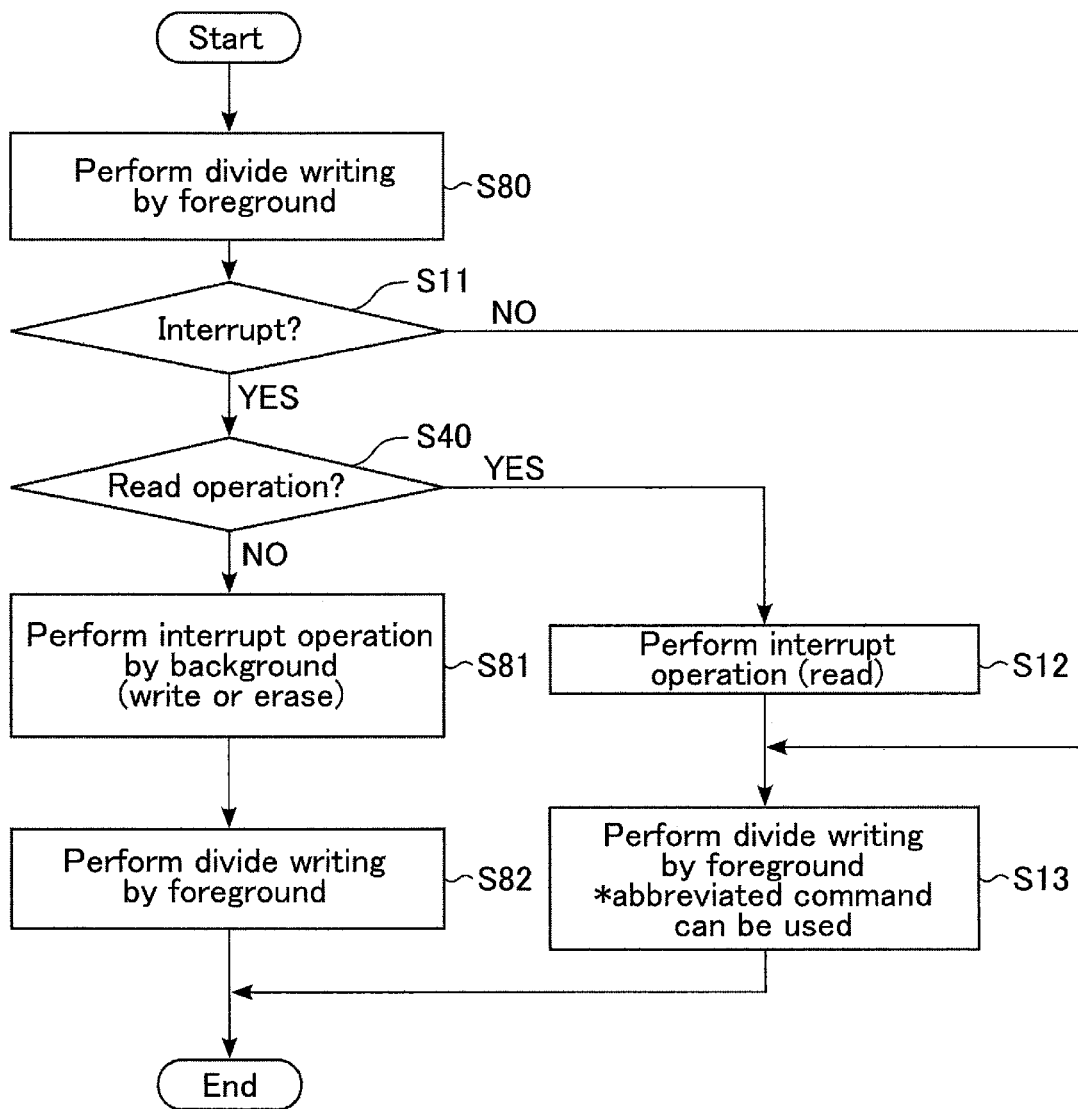 Start
Perform divide writing
by foreground
S80
S11
Interrupt?
NO
YES
S40
Read operation?
YES
NO
Perform interrupt operation
by background
(write or erase)
S81
Perform interrupt
operation (read)
S12
Perform divide writing
by foreground
S82
Perform divide writing
by foreground
*abbreviated command
can be used
S13
End